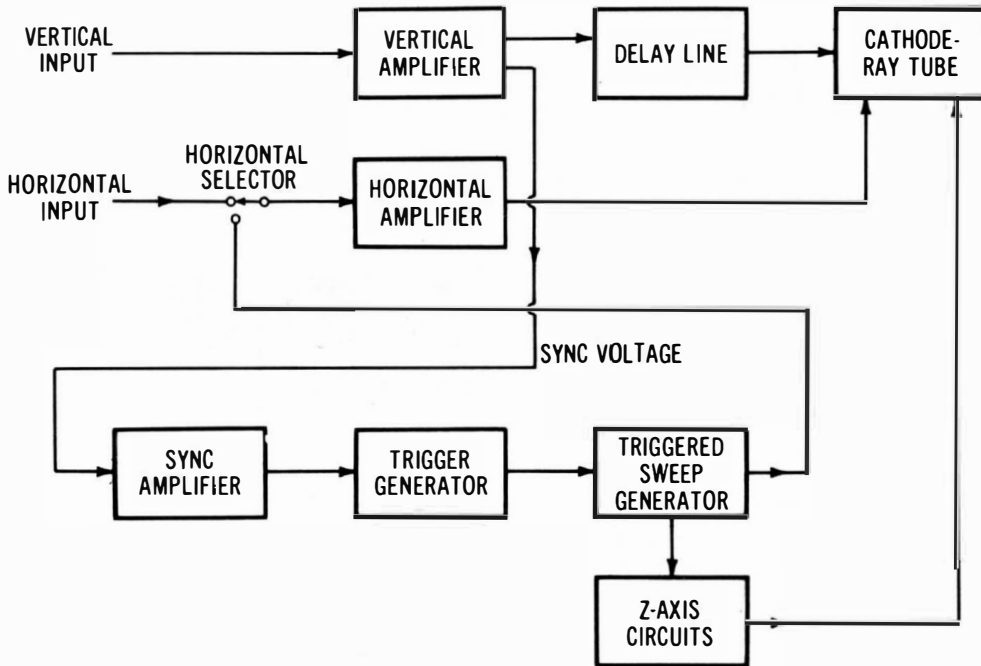 VERTICAL
INPUT
VERTICAL
AMPLIFIER
DELAY LINE
CATHODE-
RAY TUBE
HORIZONTAL
INPUT
HORIZONTAL
SELECTOR
HORIZONTAL
AMPLIFIER
SYNC VOLTAGE
SYNC
AMPLIFIER
TRIGGER
GENERATOR
TRIGGERED
SWEEP
GENERATOR
Z-AXIS
CIRCUITS